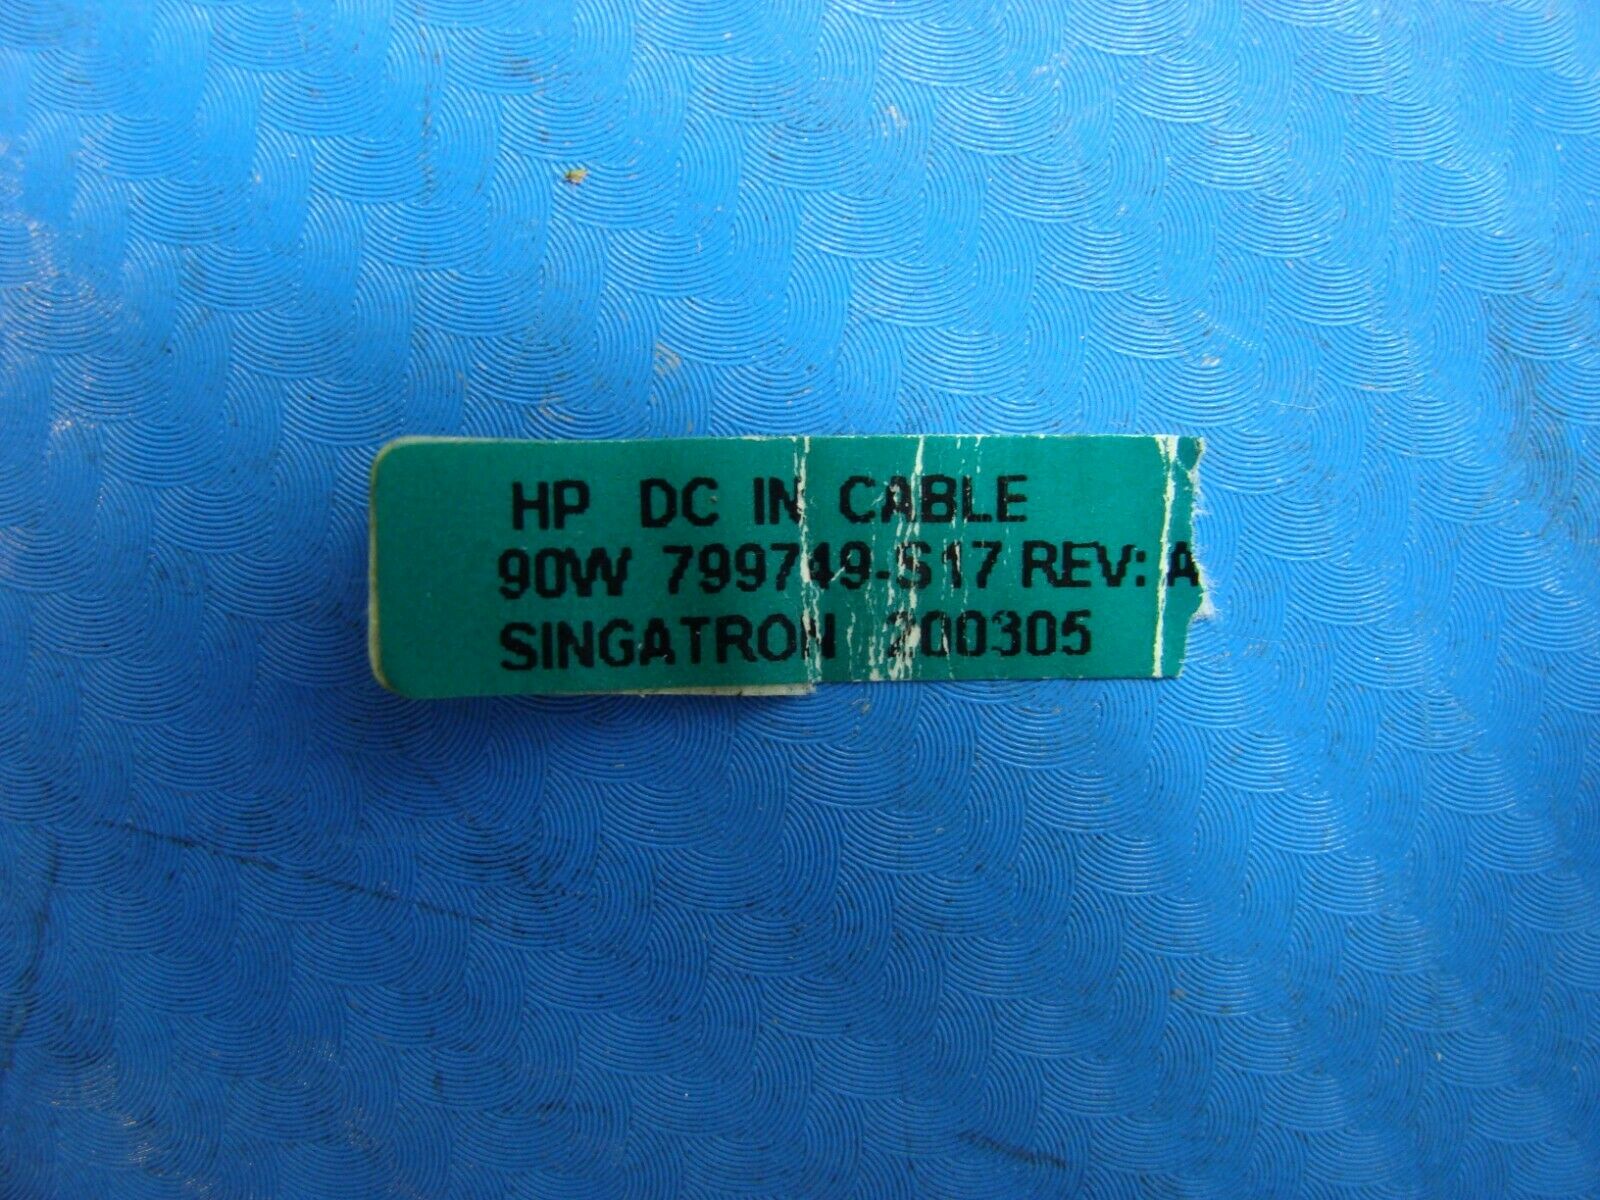 HP DC IN CABLE
90W 799749-S17 REV: A
SINGATRON 200305